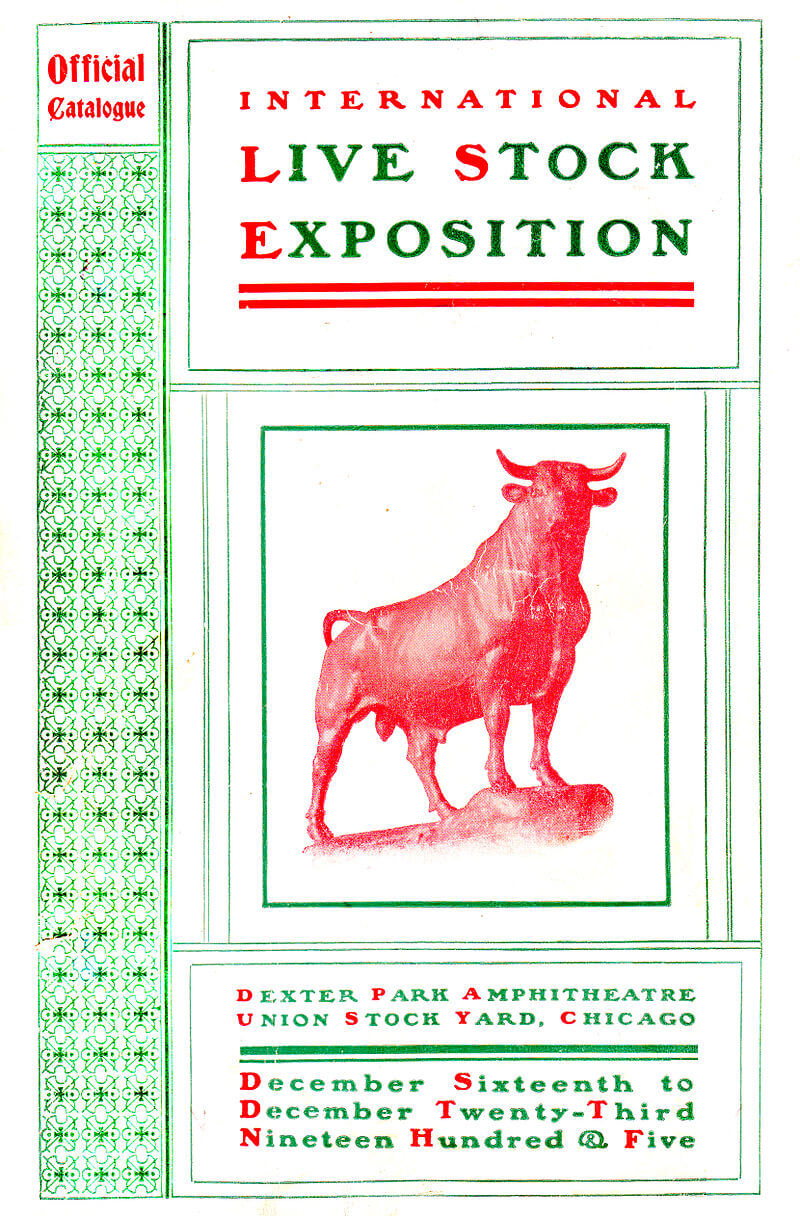 Official
Catalogue
INTERNATIONAL
LIVE STOCK
EXPOSITION
DEXTER PARK AMPHITHEATRE
UNION STOCK YARD, CHICAGO
December Sixteenth to
December Twenty-Third
Nineteen Hundred & Five